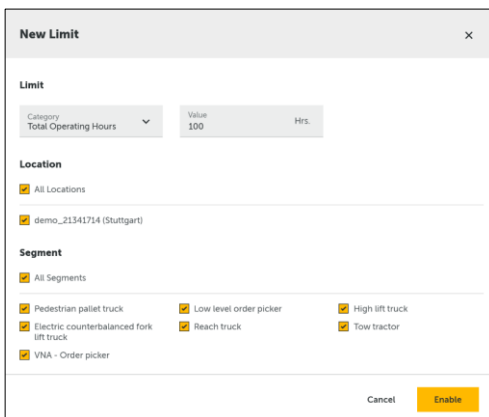 New Limit
Limit
Category
Total Operating Hours
Value
100
Hrs.
Location
All Locations
demo_21341714 (Stuttgart)
Segment
All Segments
Pedestrian pallet truck
Low level order picker
High lift truck
Electric counterbalanced fork
lift truck
Reach truck
Tow tractor
VNA - Order picker
Cancel
Enable